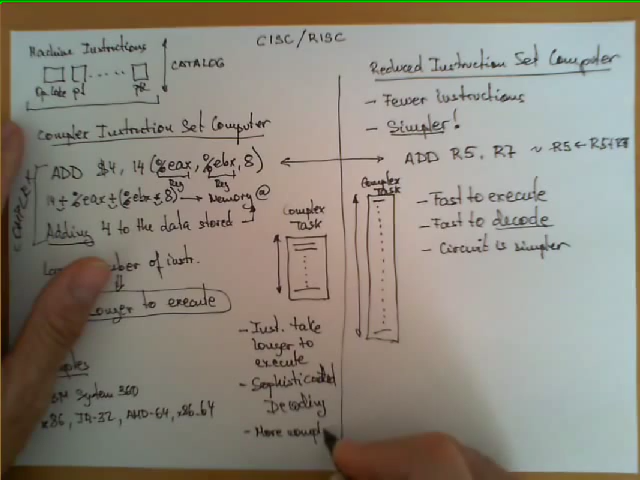 CISC/RISC
Machine Instructions
CATALOG
Op Code P1 ..... Pk
Complex Instruction Set Computer
ADD $4, 14 (%eax, %ebx, 8)
Reg Reg
14 + %eax + (%ebx * 8) → Memory @
Adding 4 to the data stored
COMPLEX
of instr.
longer to execute
System 360
x86, IA-32, AMD-64, x86-64
Complex
Task
- Inst. take
longer to
execute
- Sophisticated
Decoding
- More
Reduced Instruction Set Computer
- Fewer instructions
- Simpler!
ADD R5, R7 ~ R5 ← R5+R7
Complex
Task
- Fast to execute
- Fast to decode
- Circuit is simpler